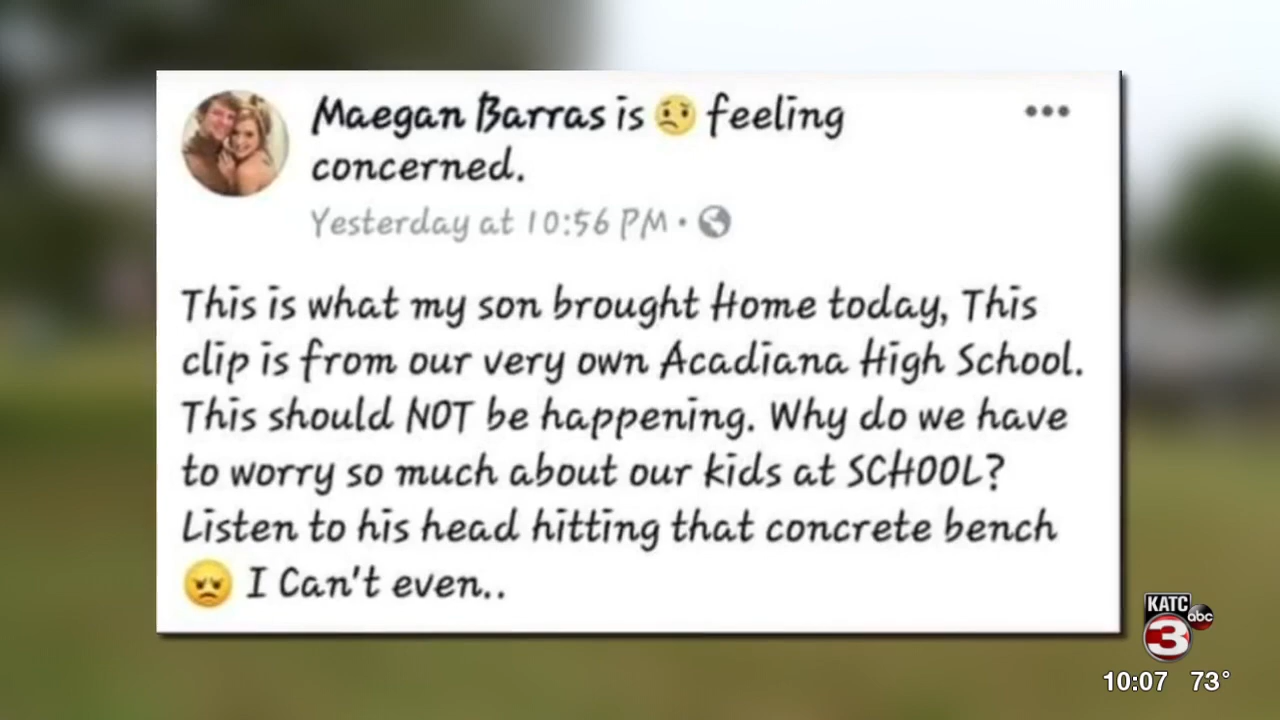 Maegan Barras is 😟 feeling
concerned.
Yesterday at 10:56 PM •
This is what my son brought Home today, This
clip is from our very own Acadiana High School.
This should NOT be happening. Why do we have
to worry so much about our kids at SCHOOL?
Listen to his head hitting that concrete bench
😠 I Can't even..
KATC
abc
3
10:07 73°